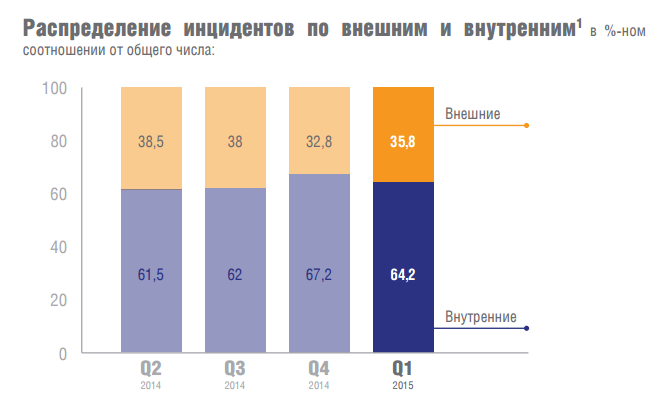 Распределение инцидентов по внешним и внутренним¹ в %-ном
соотношении от общего числа:
100
80
60
40
20
0
38,5
38
32,8
35,8
61,5
62
67,2
64,2
Внешние
Внутренние
Q2
Q3
Q4
Q1
2014
2014
2014
2015